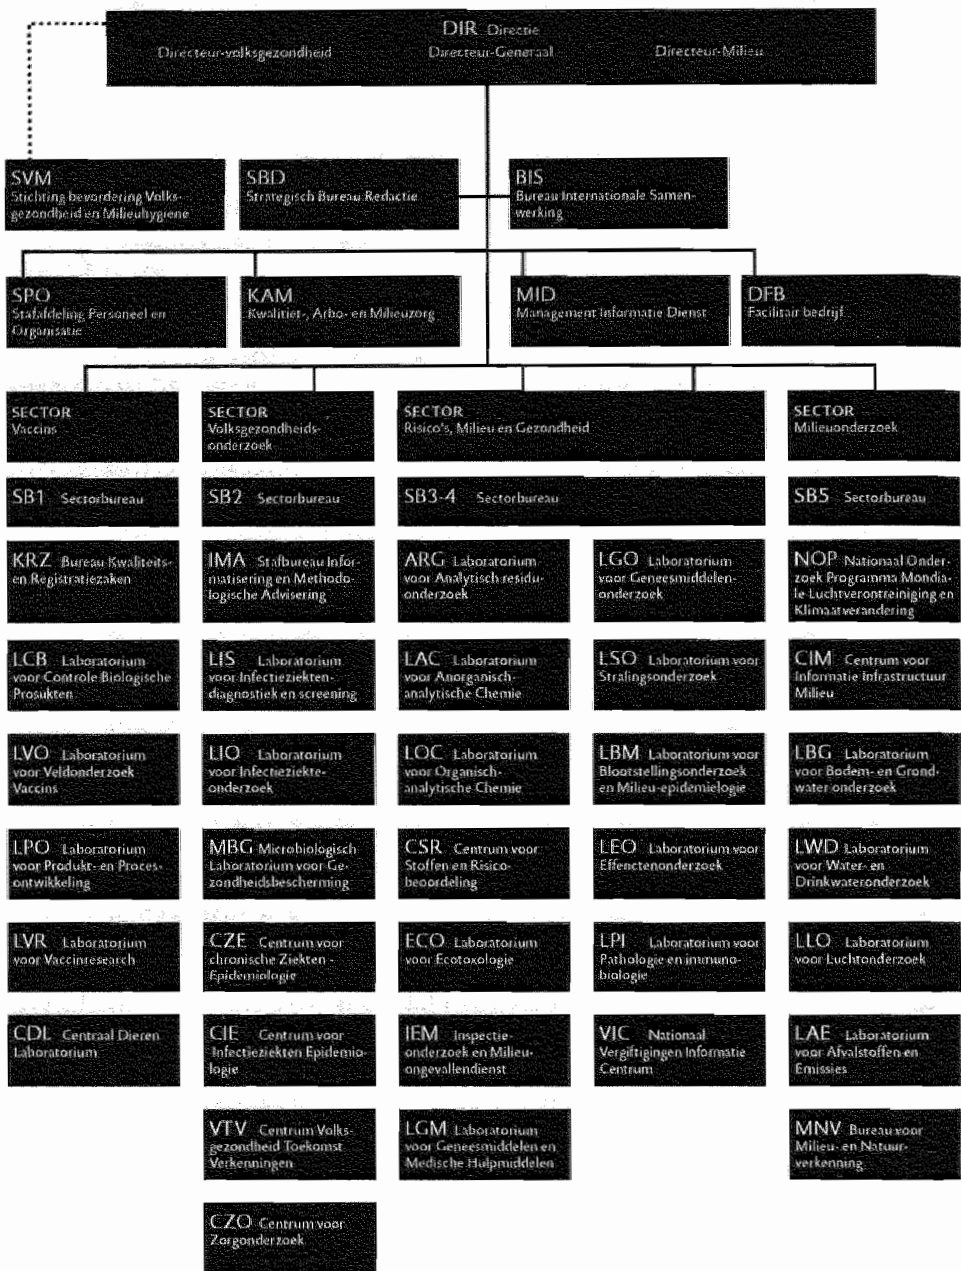 DIR Directie
Directeur-volksgezondheid Directeur-Generaal Directeur-Milieu
SVM
Stichting bevordering Volks-
gezondheid en Milieuhygiene
SBD
Strategisch Bureau Redactie
BIS
Bureau Internationale Samen-
werking
SPO
Stafafdeling Personeel en
Organisatie
KAM
Kwaliteit-, Arbo- en Milieuzorg
MID
Management Informatie Dienst
DFB
Facilitair bedrijf
SECTOR
Vaccins
SECTOR
Volksgezondheids-
onderzoek
SECTOR
Risico's, Milieu en Gezondheid
SECTOR
Milieuonderzoek
SB1 Sectorbureau
SB2 Sectorbureau
SB3-4 Sectorbureau
SB5 Sectorbureau
KRZ Bureau Kwaliteits-
en Registratiezaken
IMA Stafbureau Infor-
matisering en Methodo-
logische Advisering
ARG Laboratorium
voor Analytisch residu-
onderzoek
LGO Laboratorium
voor Geneesmiddelen-
onderzoek
NOP Nationaal Onder-
zoek Programma Mondia-
le Luchtverontreiniging en
Klimaatverandering
LCB Laboratorium
voor Controle Biologische
Prosukten
LIS Laboratorium
voor Infectieziekten-
diagnostiek en screening
LAC Laboratorium
voor Anorganisch-
analytische Chemie
LSO Laboratorium voor
Stralingsonderzoek
CIM Centrum voor
Informatie Infrastructuur
Milieu
LVO Laboratorium
voor Veldonderzoek
Vaccins
LIO Laboratorium
voor Infectieziekte-
onderzoek
LOC Laboratorium
voor Organisch-
analytische Chemie
LBM Laboratorium voor
Blootstellingsonderzoek
en Milieu-epidemielogie
LBG Laboratorium
voor Bodem- en Grond-
water onderzoek
LPO Laboratorium
voor Produkt- en Proces-
ontwikkeling
MBG Microbiologisch
Laboratorium voor Ge-
zondheidsbescherming
CSR Centrum voor
Stoffen en Risico-
beoordeling
LEO Laboratorium voor
Effenctenonderzoek
LWD Laboratorium
voor Water- en
Drinkwateronderzoek
LVR Laboratorium
voor Vaccinresearch
CZE Centrum voor
chronische Ziekten -
Epidemiologie
ECO Laboratorium
voor Ecotoxologie
LPI Laboratorium voor
Pathologie en immuno-
biologie
LLO Laboratorium
voor Luchtonderzoek
CDL Centraal Dieren
Laboratorium
CIE Centrum voor
Infectieziekten Epidemio-
logie
IEM Inspectie-
onderzoek en Milieu-
ongevallendienst
VIC Nationaal
Vergiftigingen Informatie
Centrum
LAE Laboratorium
voor Afvalstoffen en
Emissies
VTV Centrum Volks-
gezondheid Toekomst
Verkenningen
LGM Laboratorium
voor Geneesmiddelen en
Medische Hulpmiddelen
MNV Bureau voor
Milieu- en Natuur-
verkenning
CZO Centrum voor
Zorgonderzoek